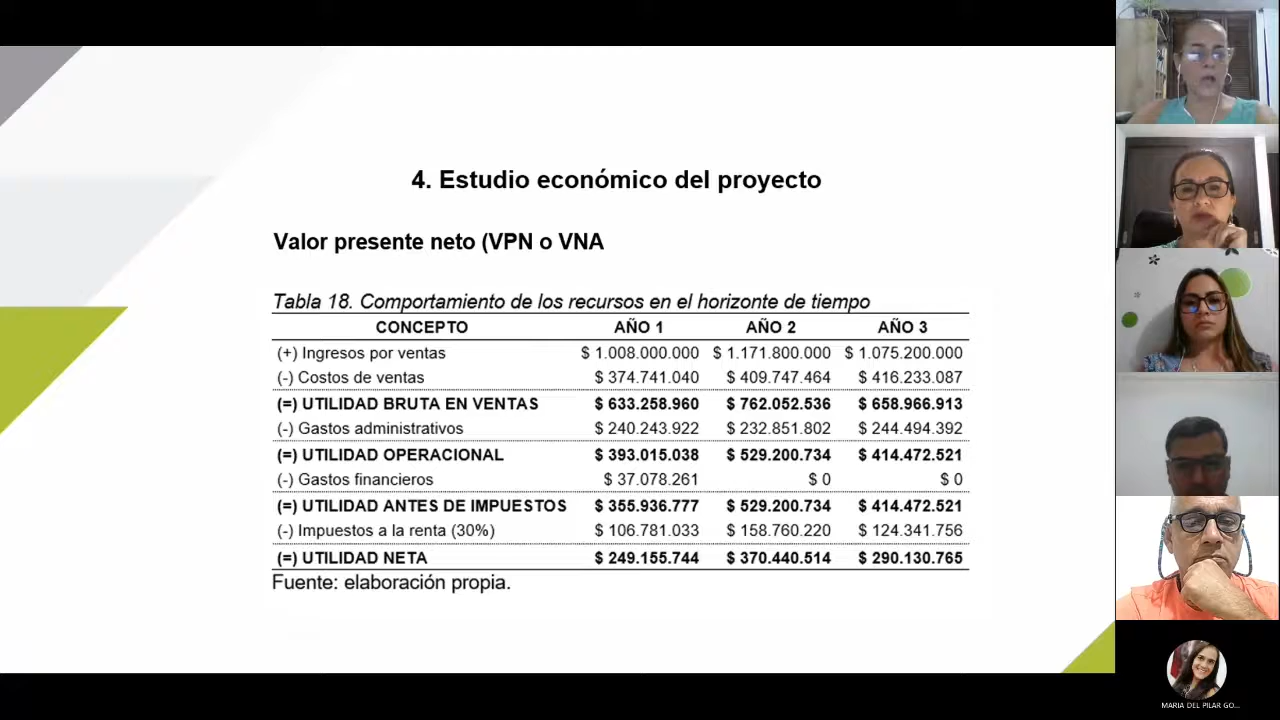 4. Estudio económico del proyecto
Valor presente neto (VPN o VNA
Tabla 18. Comportamiento de los recursos en el horizonte de tiempo
CONCEPTO AÑO 1 AÑO 2 AÑO 3
(+) Ingresos por ventas $ 1.008.000.000 $ 1.171.800.000 $ 1.075.200.000
(-) Costos de ventas $ 374.741.040 $ 409.747.464 $ 416.233.087
(=) UTILIDAD BRUTA EN VENTAS $ 633.258.960 $ 762.052.536 $ 658.966.913
(-) Gastos administrativos $ 240.243.922 $ 232.851.802 $ 244.494.392
(=) UTILIDAD OPERACIONAL $ 393.015.038 $ 529.200.734 $ 414.472.521
(-) Gastos financieros $ 37.078.261 $ 0 $ 0
(=) UTILIDAD ANTES DE IMPUESTOS $ 355.936.777 $ 529.200.734 $ 414.472.521
(-) Impuestos a la renta (30%) $ 106.781.033 $ 158.760.220 $ 124.341.756
(=) UTILIDAD NETA $ 249.155.744 $ 370.440.514 $ 290.130.765
Fuente: elaboración propia.
MARIA DEL PILAR GO...